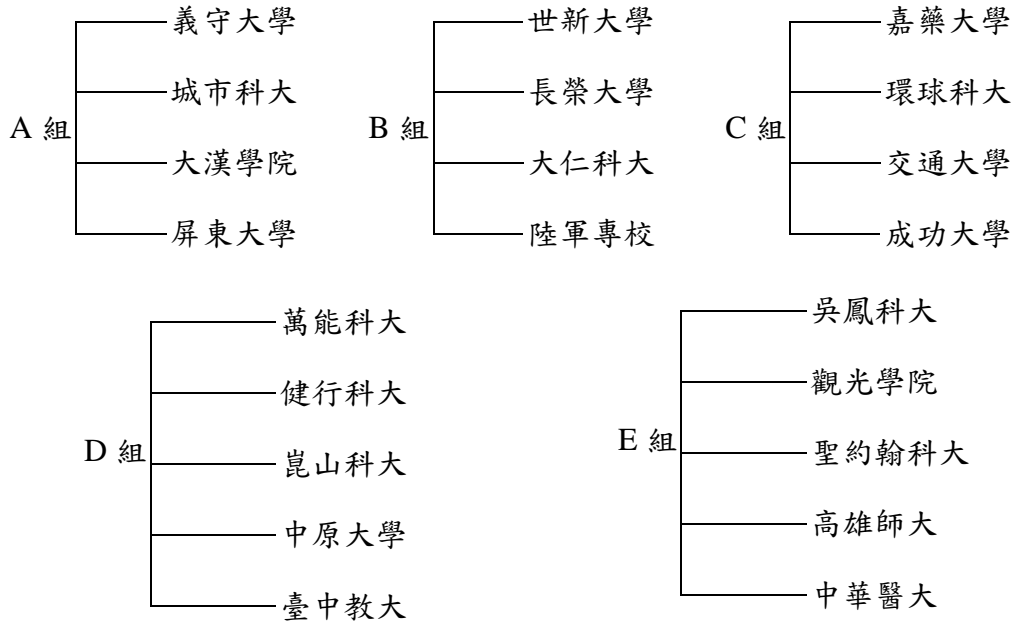 A 組
義守大學
城市科大
大漢學院
屏東大學
B 組
世新大學
長榮大學
大仁科大
陸軍專校
C 組
嘉藥大學
環球科大
交通大學
成功大學
D 組
萬能科大
健行科大
崑山科大
中原大學
臺中教大
E 組
吳鳳科大
觀光學院
聖約翰科大
高雄師大
中華醫大